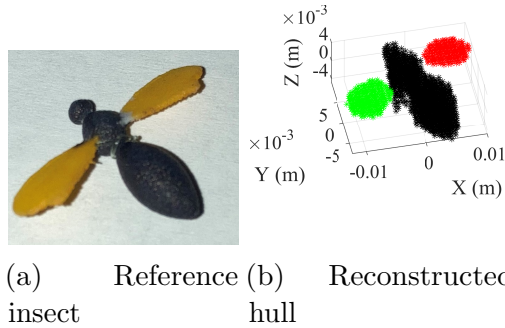 ×10⁻³
4
0
-4
Z (m)
×10⁻³
5
0
-5
Y (m)
-0.01
0
0.01
X (m)
(a) Reference
insect
(b) Reconstructed
hull